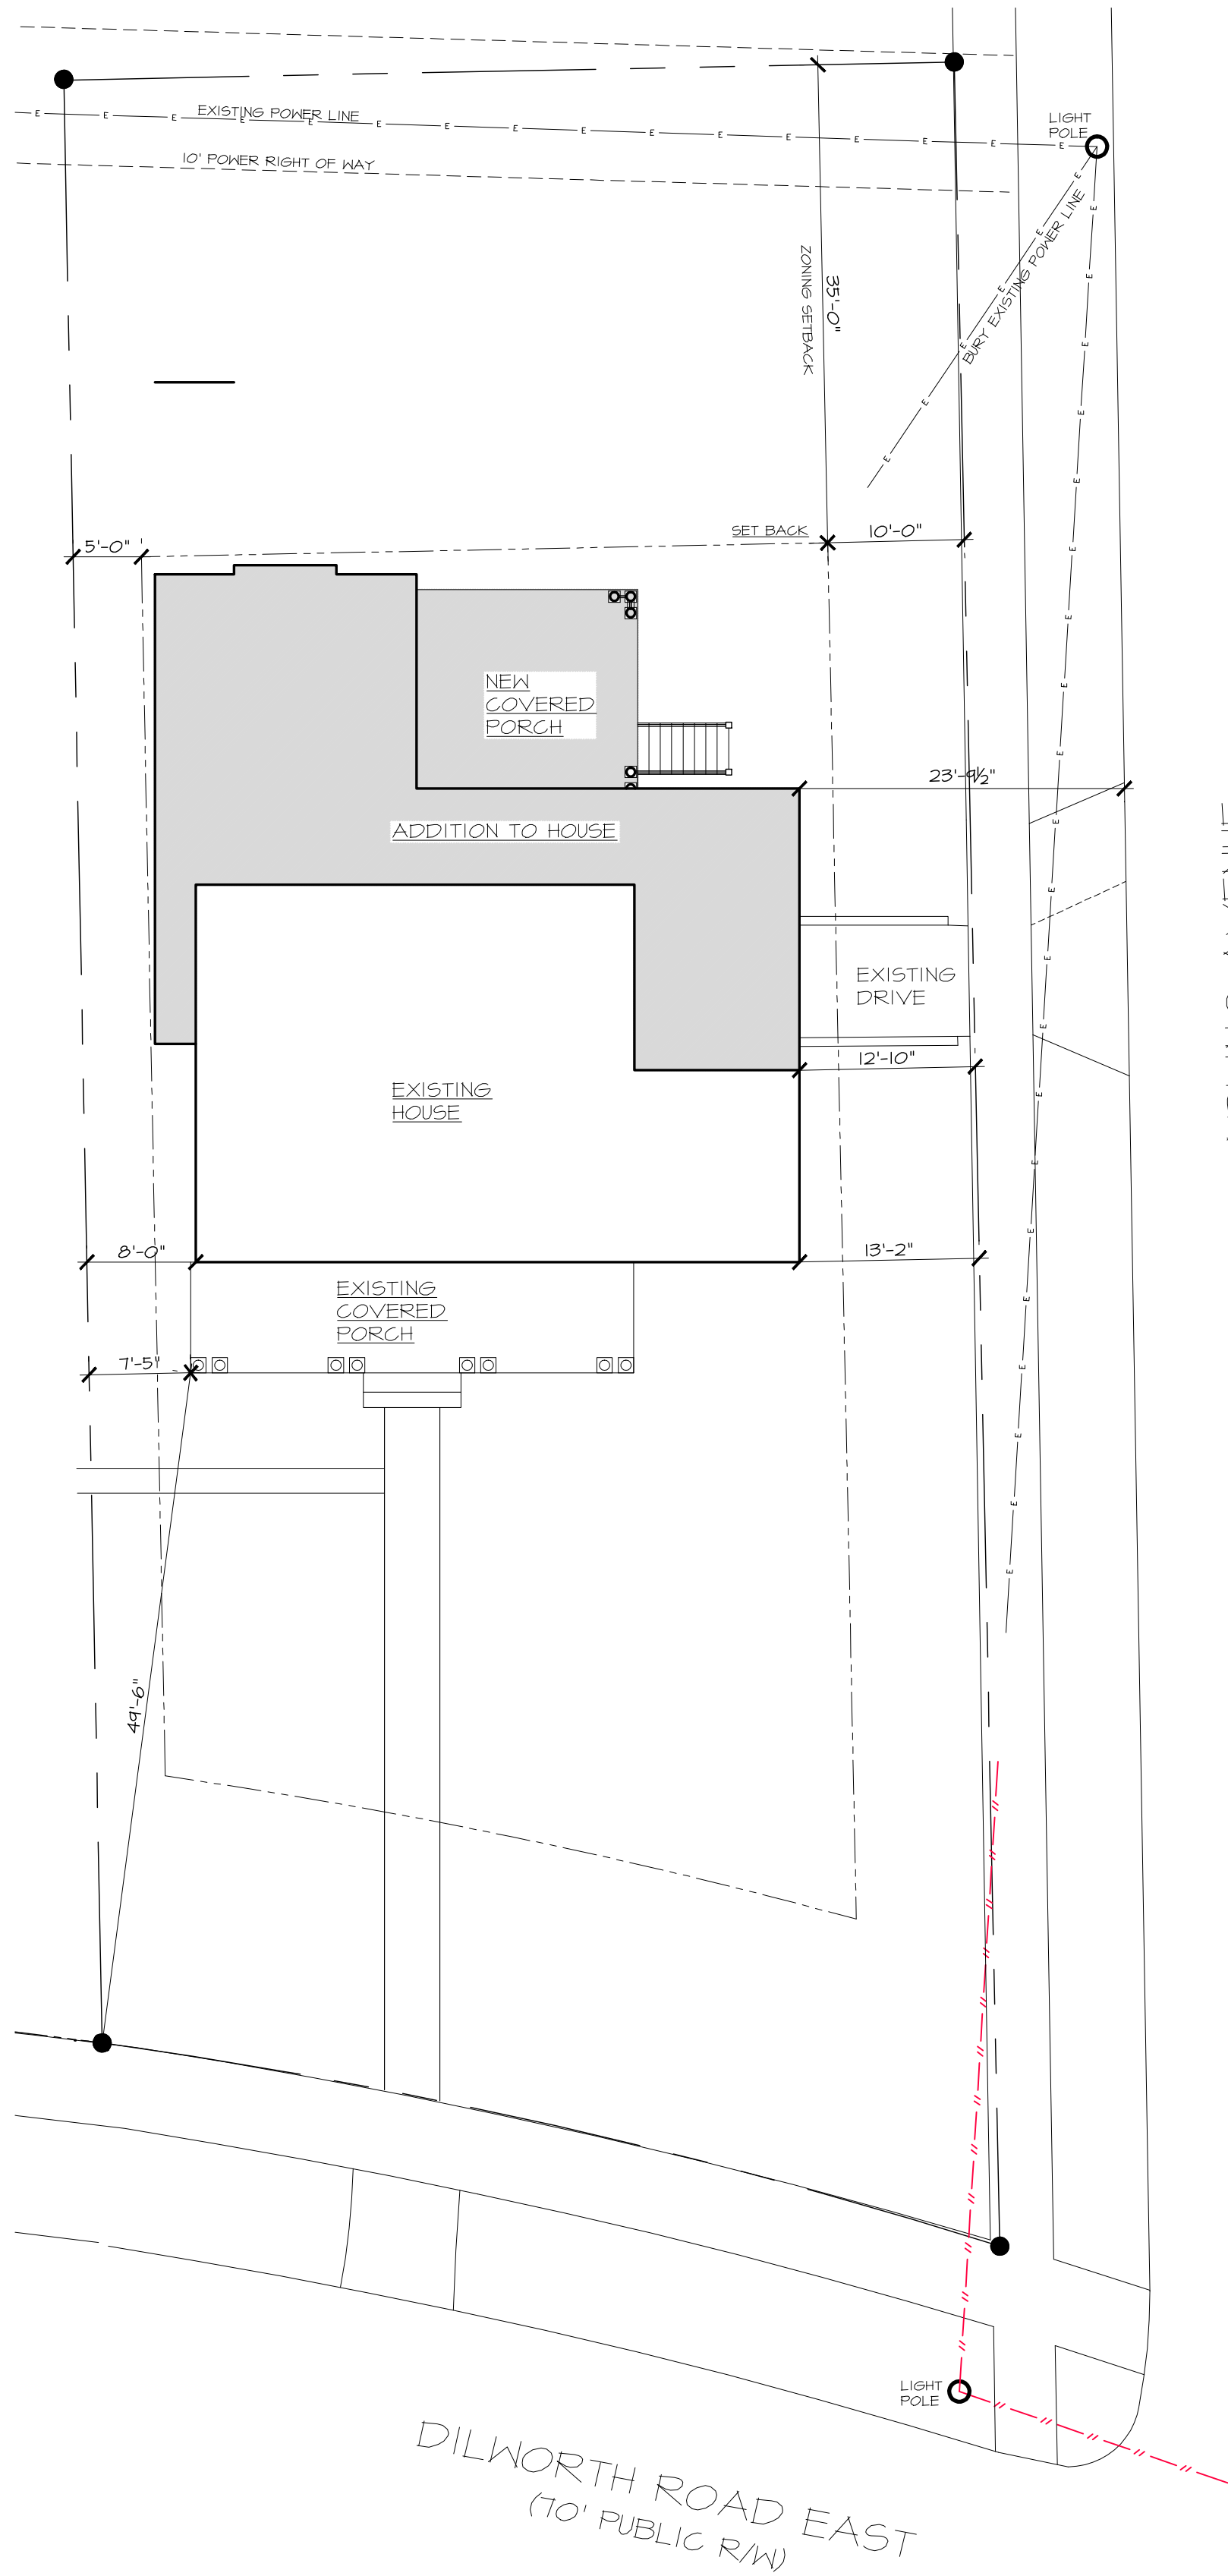 LIGHT
POLE
EXISTING POWER LINE
10' POWER RIGHT OF WAY
BURY EXISTING POWER LINE
ZONING SETBACK
35'-0"
SET BACK
10'-0"
5'-0"
NEW
COVERED
PORCH
23'-9½"
ADDITION TO HOUSE
EXISTING
DRIVE
12'-10"
EXISTING
HOUSE
8'-0"
13'-2"
EXISTING
COVERED
PORCH
7'-5"
49'-6"
LIGHT
POLE
DILWORTH ROAD EAST
(70' PUBLIC R/W)